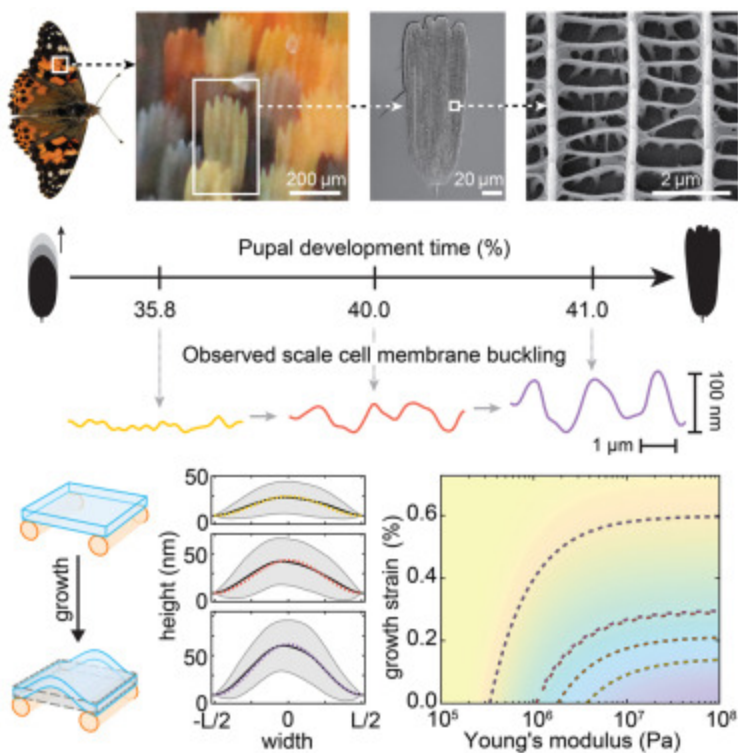 200 µm
20 µm
2 µm
Pupal development time (%)
35.8
40.0
41.0
Observed scale cell membrane buckling
100 nm
1 µm
growth
height (nm)
50
0
50
0
50
0
-L/2
0
L/2
width
growth strain (%)
0.6
0.4
0.2
0.0
10⁵
10⁶
10⁷
10⁸
Young's modulus (Pa)